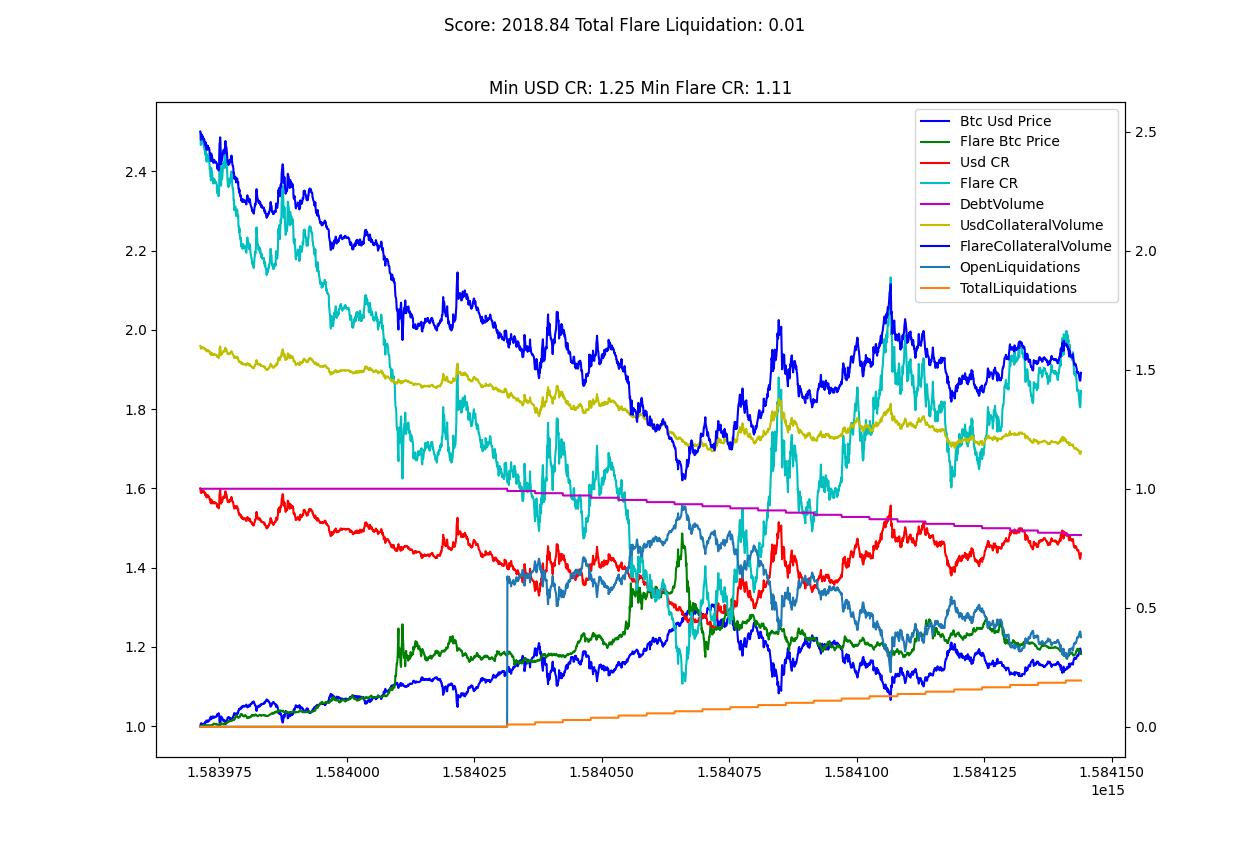 Score: 2018.84 Total Flare Liquidation: 0.01
Min USD CR: 1.25 Min Flare CR: 1.11
Btc Usd Price
Flare Btc Price
Usd CR
Flare CR
DebtVolume
UsdCollateralVolume
FlareCollateralVolume
OpenLiquidations
TotalLiquidations
2.4
2.2
2.0
1.8
1.6
1.4
1.2
1.0
2.5
2.0
1.5
1.0
0.5
0.0
1.583975
1.584000
1.584025
1.584050
1.584075
1.584100
1.584125
1.584150
1e15